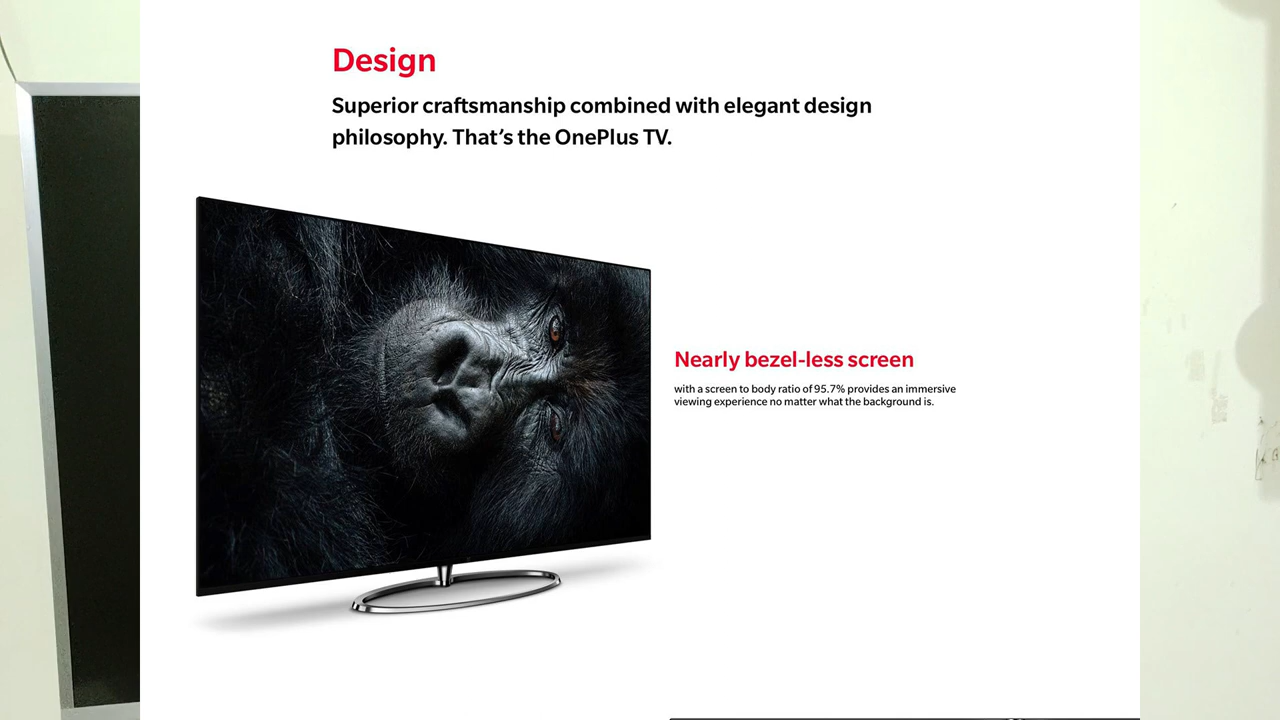 Design
Superior craftsmanship combined with elegant design
philosophy. That’s the OnePlus TV.
Nearly bezel-less screen
with a screen to body ratio of 95.7% provides an immersive
viewing experience no matter what the background is.